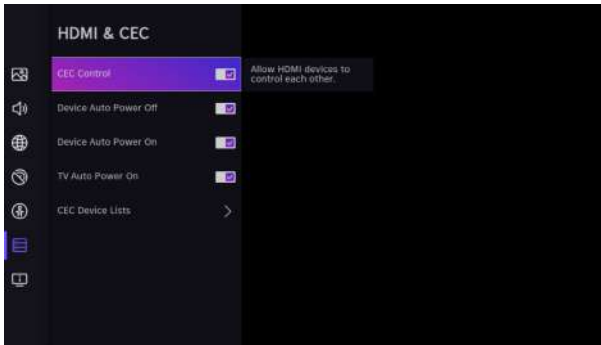 HDMI & CEC
CEC Control
Allow HDMI devices to
control each other.
Device Auto Power Off
Device Auto Power On
TV Auto Power On
CEC Device Lists